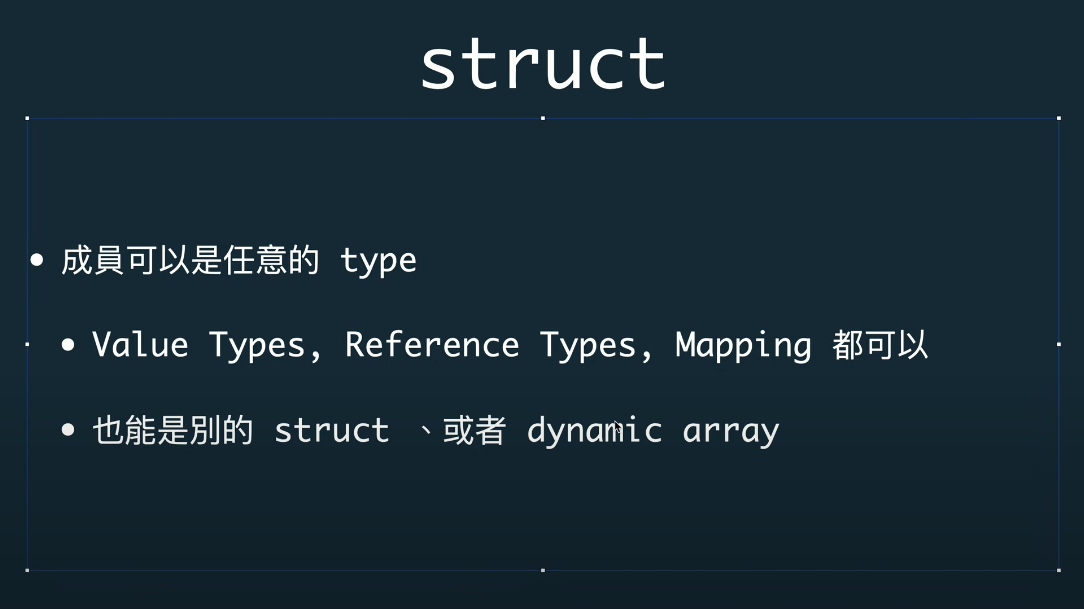 struct
• 成員可以是任意的 type
• Value Types, Reference Types, Mapping 都可以
• 也能是別的 struct 、或者 dynamic array